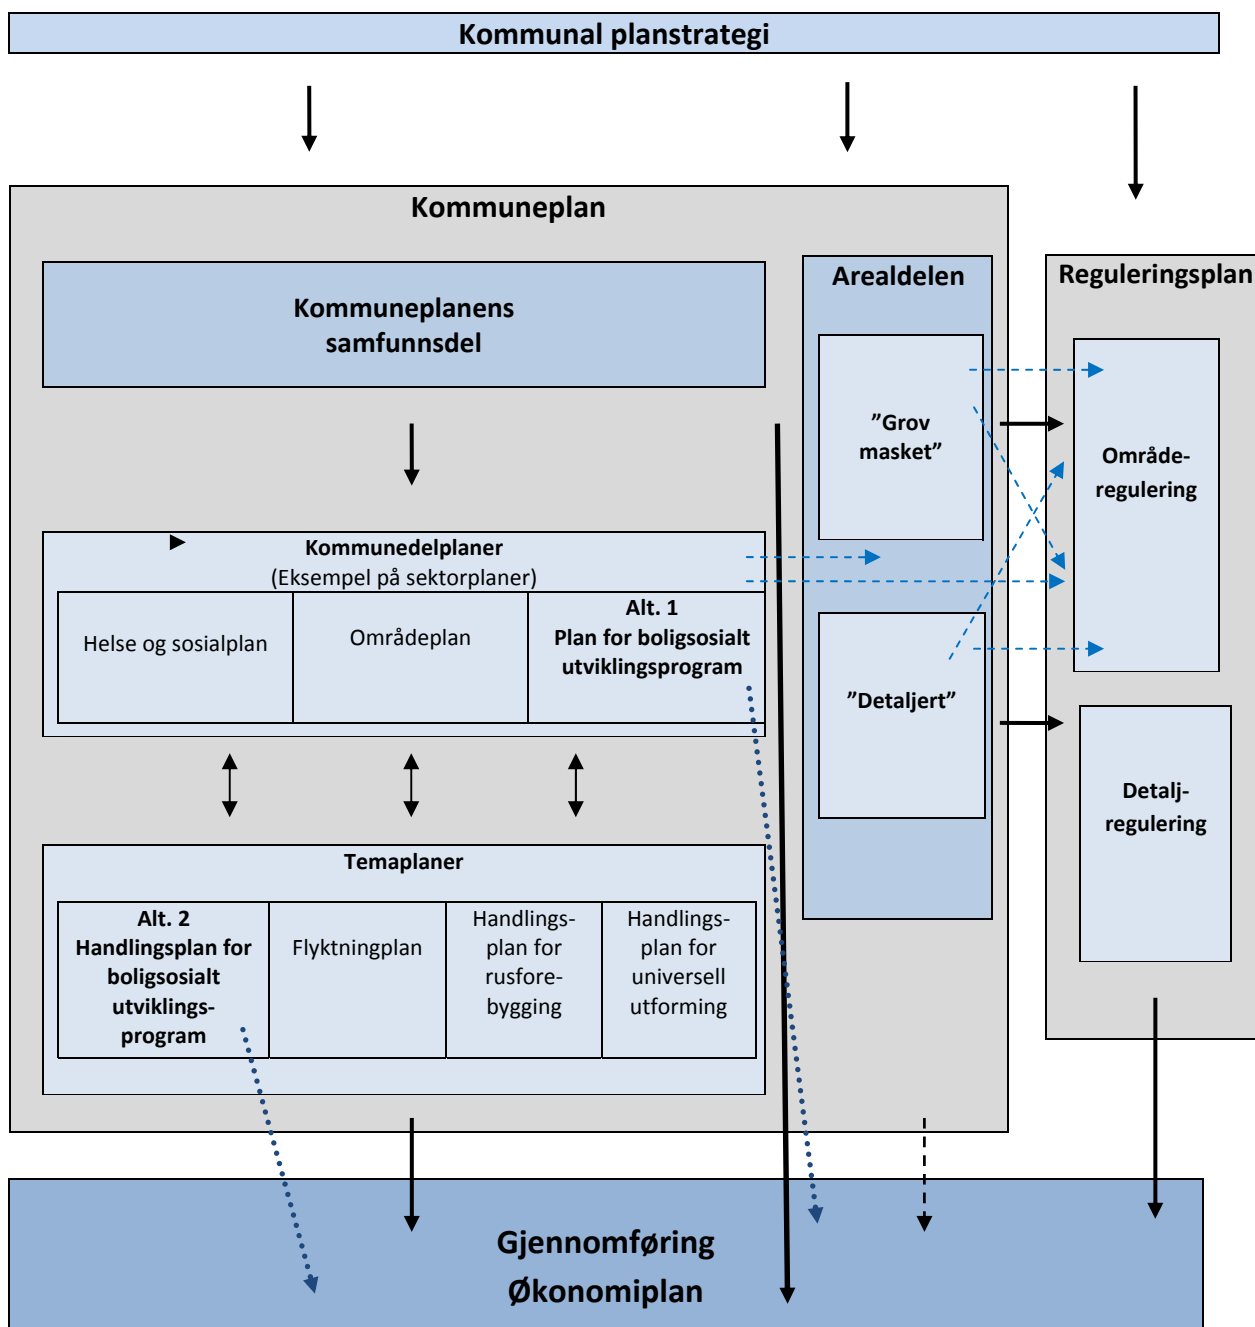 Kommunal planstrategi
Kommuneplan
Kommuneplanens
samfunnsdel
Arealdelen
”Grov
masket”
”Detaljert”
Reguleringsplan
Område-
regulering
Detalj-
regulering
Kommunedelplaner
(Eksempel på sektorplaner)
Helse og sosialplan
Områdeplan
Alt. 1
Plan for boligsosialt
utviklingsprogram
Temaplaner
Alt. 2
Handlingsplan for
boligsosialt
utviklings-
program
Flyktningplan
Handlings-
plan for
rusfore-
bygging
Handlings-
plan for
universell
utforming
Gjennomføring
Økonomiplan